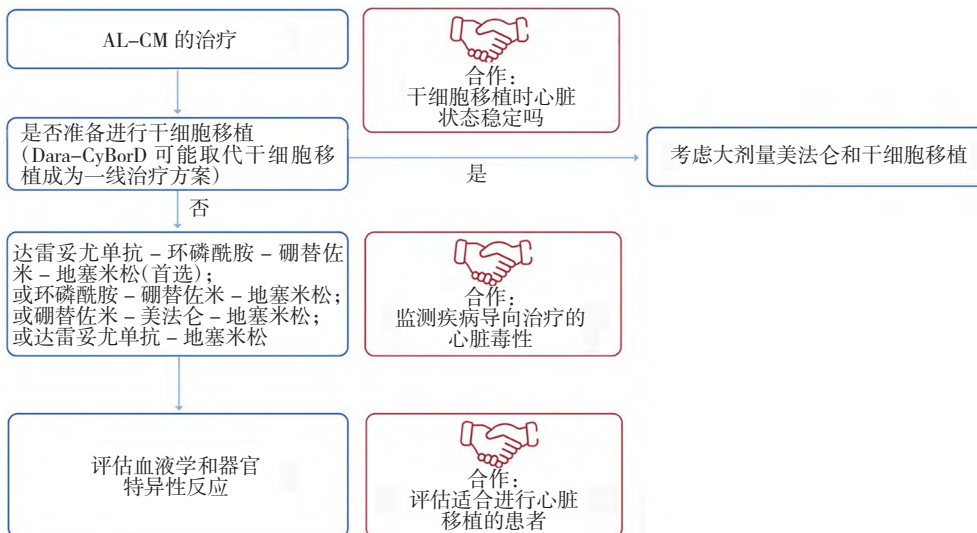 AL-CM 的治疗
合作：
干细胞移植时心脏
状态稳定吗
是否准备进行干细胞移植
(Dara-CyBorD 可能取代干细胞移
植成为一线治疗方案)
是
考虑大剂量美法仑和干细胞移植
否
达雷妥尤单抗－环磷酰胺－硼替佐
米－地塞米松(首选)；
或环磷酰胺－硼替佐米－地塞米松；
或硼替佐米－美法仑－地塞米松；
或达雷妥尤单抗－地塞米松
合作：
监测疾病导向治疗的
心脏毒性
评估血液学和器官
特异性反应
合作：
评估适合进行心脏
移植的患者